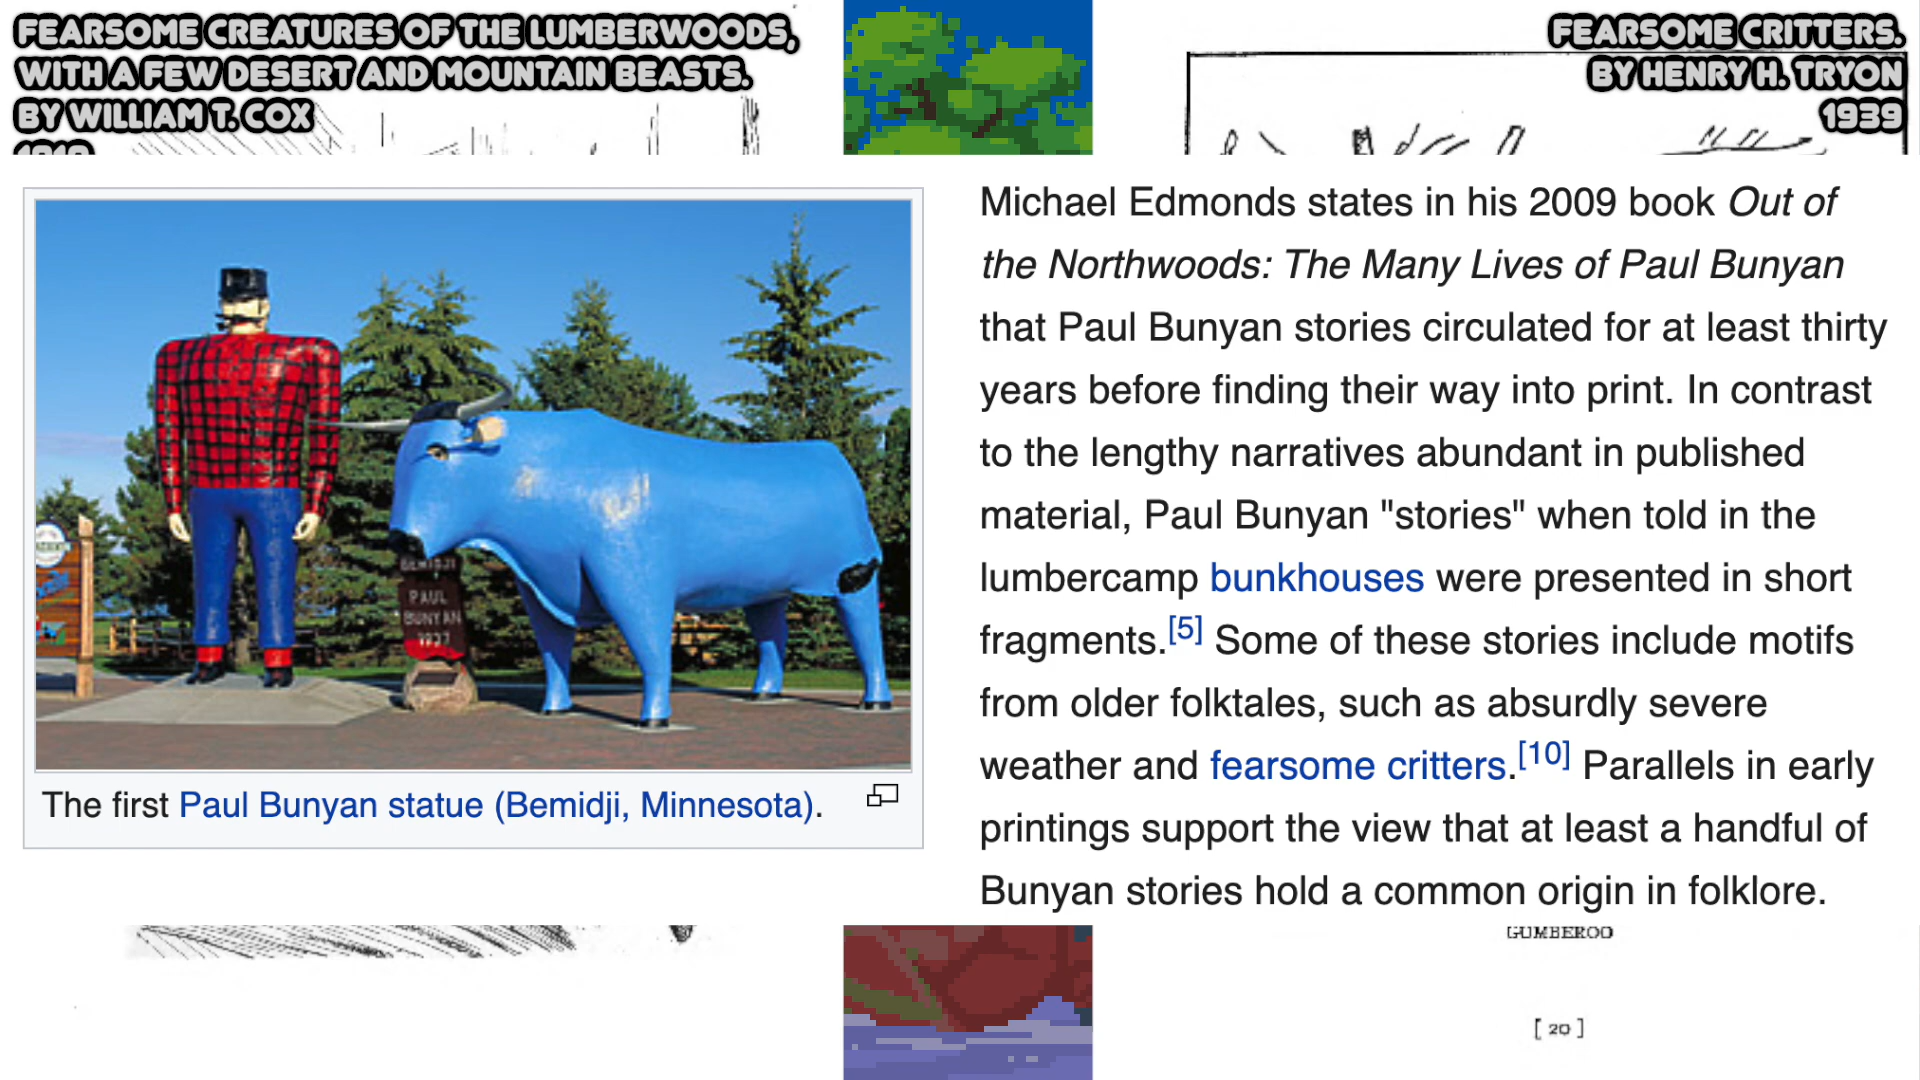 FEARSOME CREATURES OF THE LUMBERWOODS,
WITH A FEW DESERT AND MOUNTAIN BEASTS.
BY WILLIAM T. COX
FEARSOME CRITTERS.
BY HENRY H. TRYON
1939
BEMIDJI
PAUL
BUNYAN
1937
The first Paul Bunyan statue (Bemidji, Minnesota).
Michael Edmonds states in his 2009 book Out of
the Northwoods: The Many Lives of Paul Bunyan
that Paul Bunyan stories circulated for at least thirty
years before finding their way into print. In contrast
to the lengthy narratives abundant in published
material, Paul Bunyan "stories" when told in the
lumbercamp bunkhouses were presented in short
fragments.[5] Some of these stories include motifs
from older folktales, such as absurdly severe
weather and fearsome critters.[10] Parallels in early
printings support the view that at least a handful of
Bunyan stories hold a common origin in folklore.
GUMBEROO
[ 20 ]